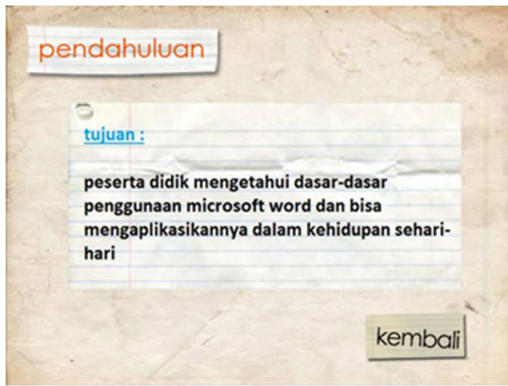 pendahuluan
tujuan :
peserta didik mengetahui dasar-dasar
penggunaan microsoft word dan bisa
mengaplikasikannya dalam kehidupan sehari-
hari
kembali